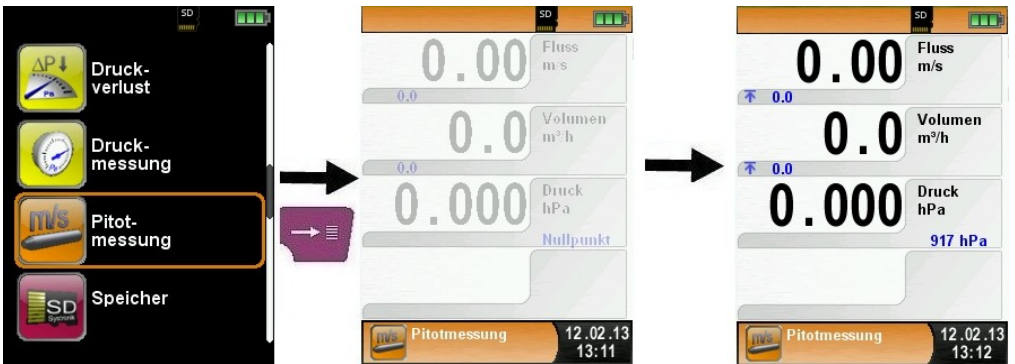 SD
ΔP↓
Pa
Druck-
verlust
Druck-
messung
m/s
Pitot-
messung
SD
Speicher
SD
0.00 Fluss
m/s
0.0
0.0 Volumen
m³/h
0.0
0.000 Druck
hPa
Nullpunkt
m/s Pitotmessung 12.02.13
13:11
SD
0.00 Fluss
m/s
0.0
0.0 Volumen
m³/h
0.0
0.000 Druck
hPa
917 hPa
m/s Pitotmessung 12.02.13
13:12